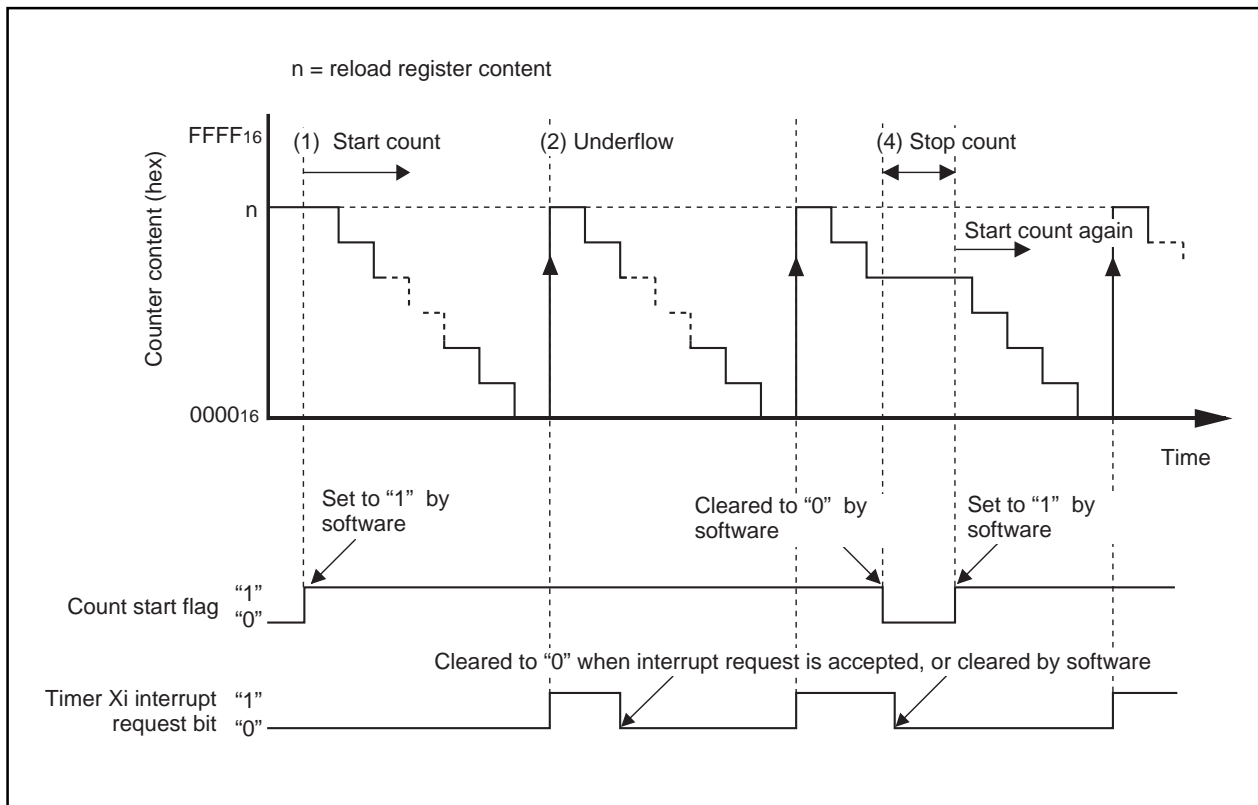 n = reload register content
FFFF16
(1) Start count
(2) Underflow
(4) Stop count
n
Start count again
Counter content (hex)
000016
Time
Set to “1” by
software
Cleared to “0” by
software
Set to “1” by
software
Count start flag
“1”
“0”
Cleared to “0” when interrupt request is accepted, or cleared by software
Timer Xi interrupt
request bit
“1”
“0”